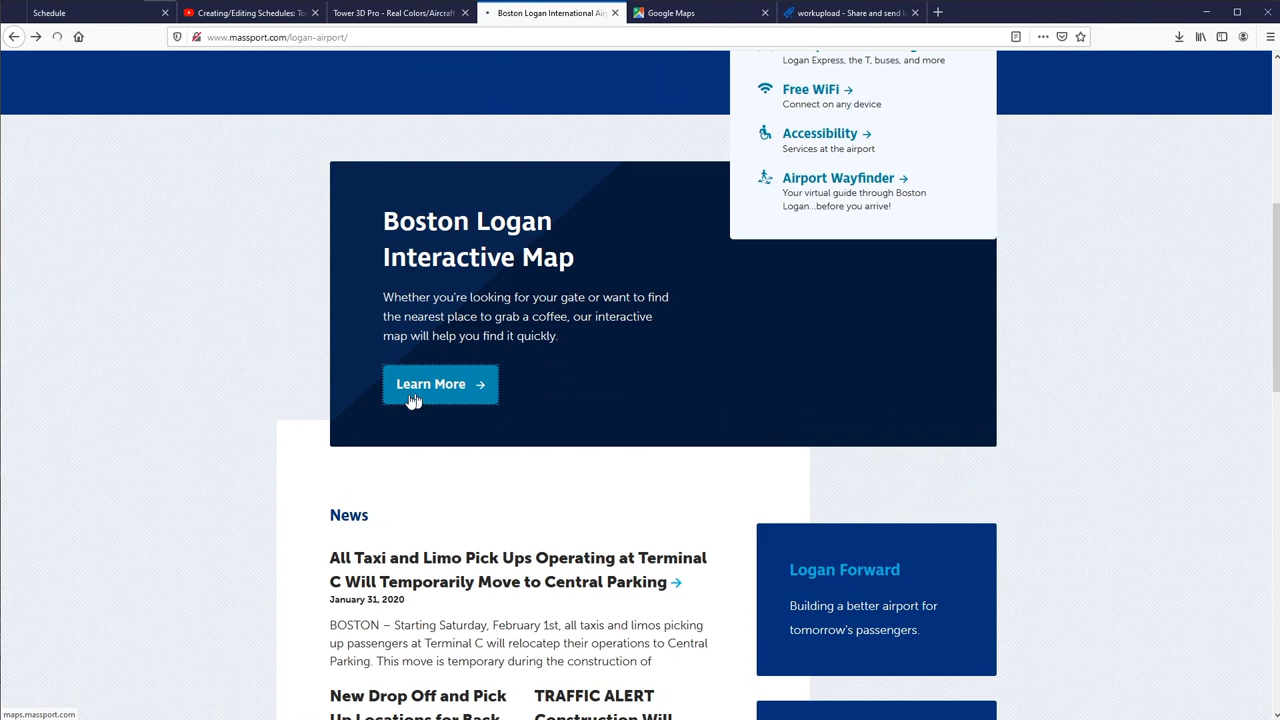 Schedule
Creating/Editing Schedules: To
Tower 3D Pro - Real Colors/Aircraft
Boston Logan International Air
Google Maps
workupload - Share and send
www.massport.com/logan-airport/
Logan Express, the T, buses, and more
Free WiFi →
Connect on any device
Accessibility →
Services at the airport
Airport Wayfinder →
Your virtual guide through Boston
Logan...before you arrive!
Boston Logan
Interactive Map
Whether you're looking for your gate or want to find
the nearest place to grab a coffee, our interactive
map will help you find it quickly.
Learn More →
News
All Taxi and Limo Pick Ups Operating at Terminal
C Will Temporarily Move to Central Parking →
January 31, 2020
BOSTON – Starting Saturday, February 1st, all taxis and limos picking
up passengers at Terminal C will relocate their operations to Central
Parking. This move is temporary during the construction of
New Drop Off and Pick
Up Locations for Back
TRAFFIC ALERT
Construction Will
Logan Forward
Building a better airport for
tomorrow's passengers.
maps.massport.com